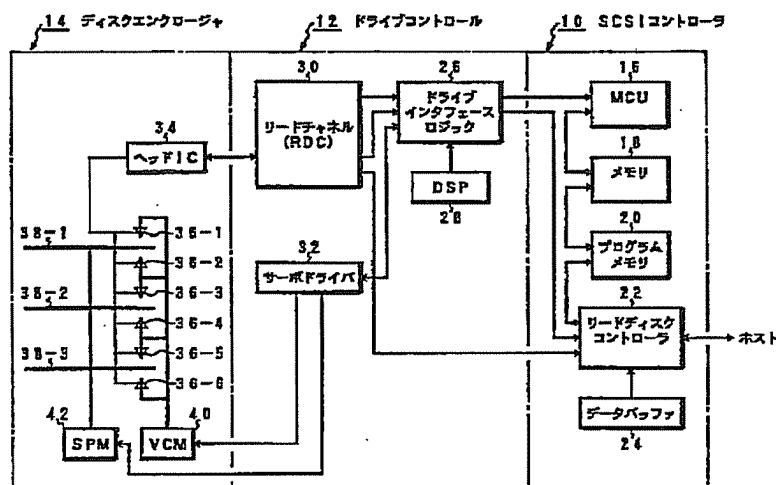 14 ディスクエンクロージャ
12 ドライブコントロール
10 SCSIコントローラ
30
リードチャネル
(RDC)
26
ドライブ
インタフェース
ロジック
16
MCU
34
ヘッドIC
18
メモリ
DSP
28
20
プログラム
メモリ
38-1
36-1
36-2
38-2
36-3
36-4
38-3
36-5
36-6
32
サーボドライバ
22
リードディスク
コントローラ
ホスト
42
SPM
40
VCM
データバッファ
24